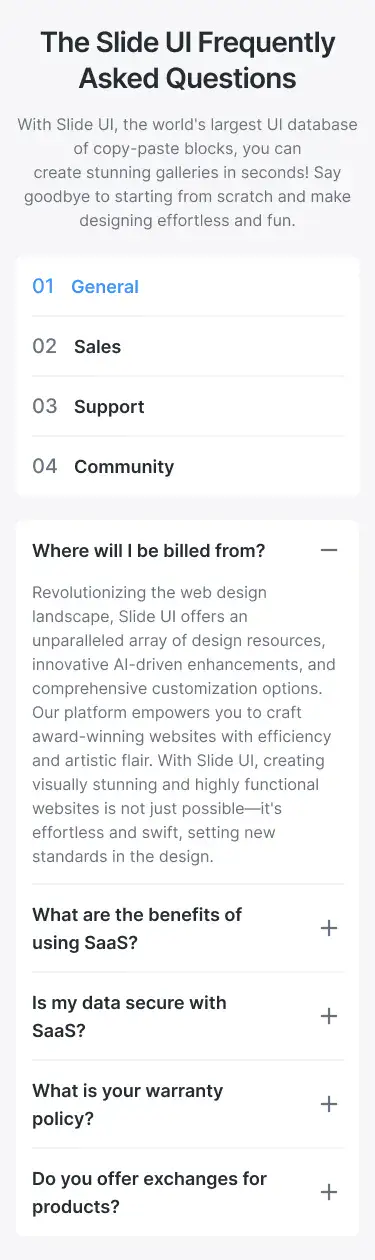 The Slide UI Frequently
Asked Questions
With Slide UI, the world's largest UI database
of copy-paste blocks, you can
create stunning galleries in seconds! Say
goodbye to starting from scratch and make
designing effortless and fun.
01 General
02 Sales
03 Support
04 Community
Where will I be billed from?
Revolutionizing the web design
landscape, Slide UI offers an
unparalleled array of design resources,
innovative AI-driven enhancements, and
comprehensive customization options.
Our platform empowers you to craft
award-winning websites with efficiency
and artistic flair. With Slide UI, creating
visually stunning and highly functional
websites is not just possible—it's
effortless and swift, setting new
standards in the design.
What are the benefits of
using SaaS?
Is my data secure with
SaaS?
What is your warranty
policy?
Do you offer exchanges for
products?